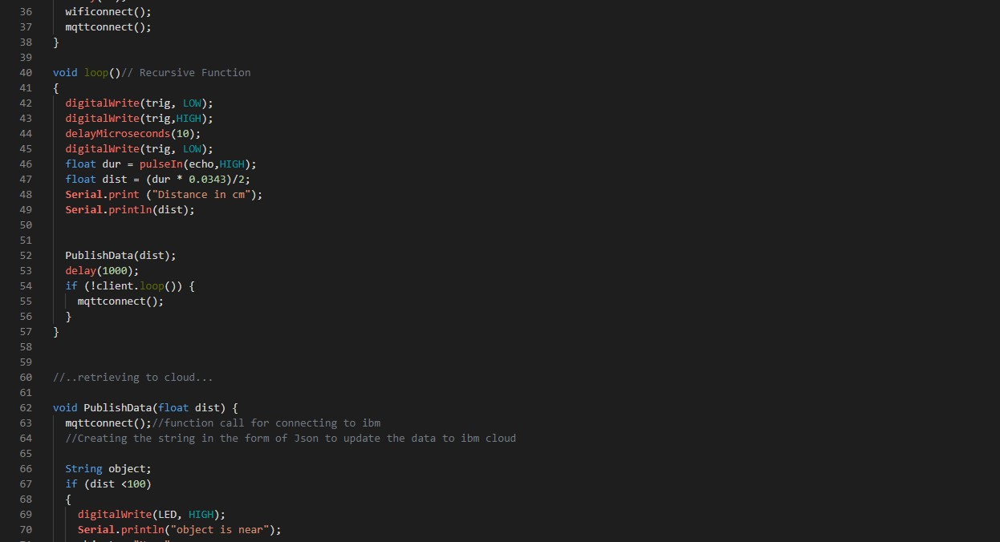 36 wificonnect();
37 mqttconnect();
38 }
39
40 void loop()// Recursive Function
41 {
42 digitalWrite(trig, LOW);
43 digitalWrite(trig,HIGH);
44 delayMicroseconds(10);
45 digitalWrite(trig, LOW);
46 float dur = pulseIn(echo,HIGH);
47 float dist = (dur * 0.0343)/2;
48 Serial.print ("Distance in cm");
49 Serial.println(dist);
50
51
52 PublishData(dist);
53 delay(1000);
54 if (!client.loop()) {
55 mqttconnect();
56 }
57 }
58
59
60 //..retrieving to cloud...
61
62 void PublishData(float dist) {
63 mqttconnect();//function call for connecting to ibm
64 //Creating the string in the form of Json to update the data to ibm cloud
65
66 String object;
67 if (dist <100)
68 {
69 digitalWrite(LED, HIGH);
70 Serial.println("object is near");